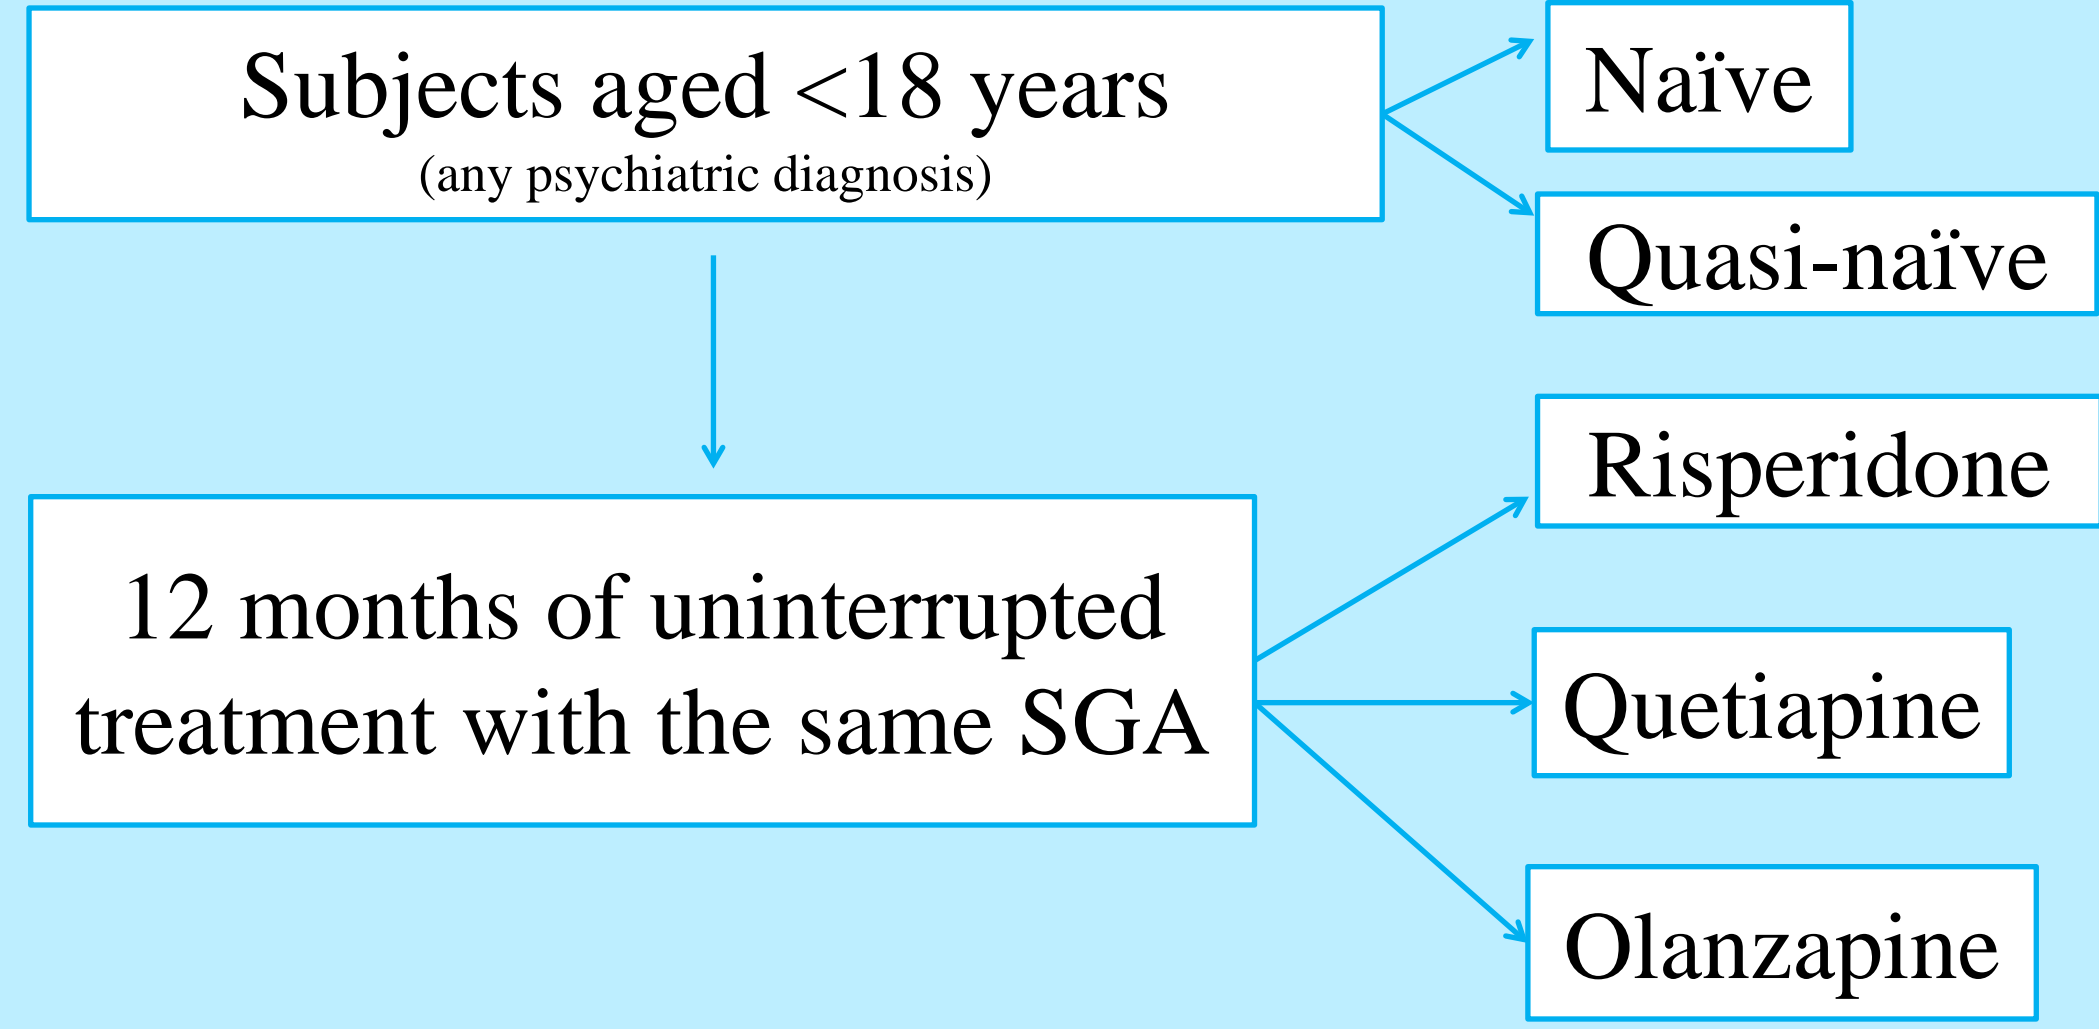 Subjects aged <18 years
(any psychiatric diagnosis)
Naïve
Quasi-naïve
12 months of uninterrupted
treatment with the same SGA
Risperidone
Quetiapine
Olanzapine